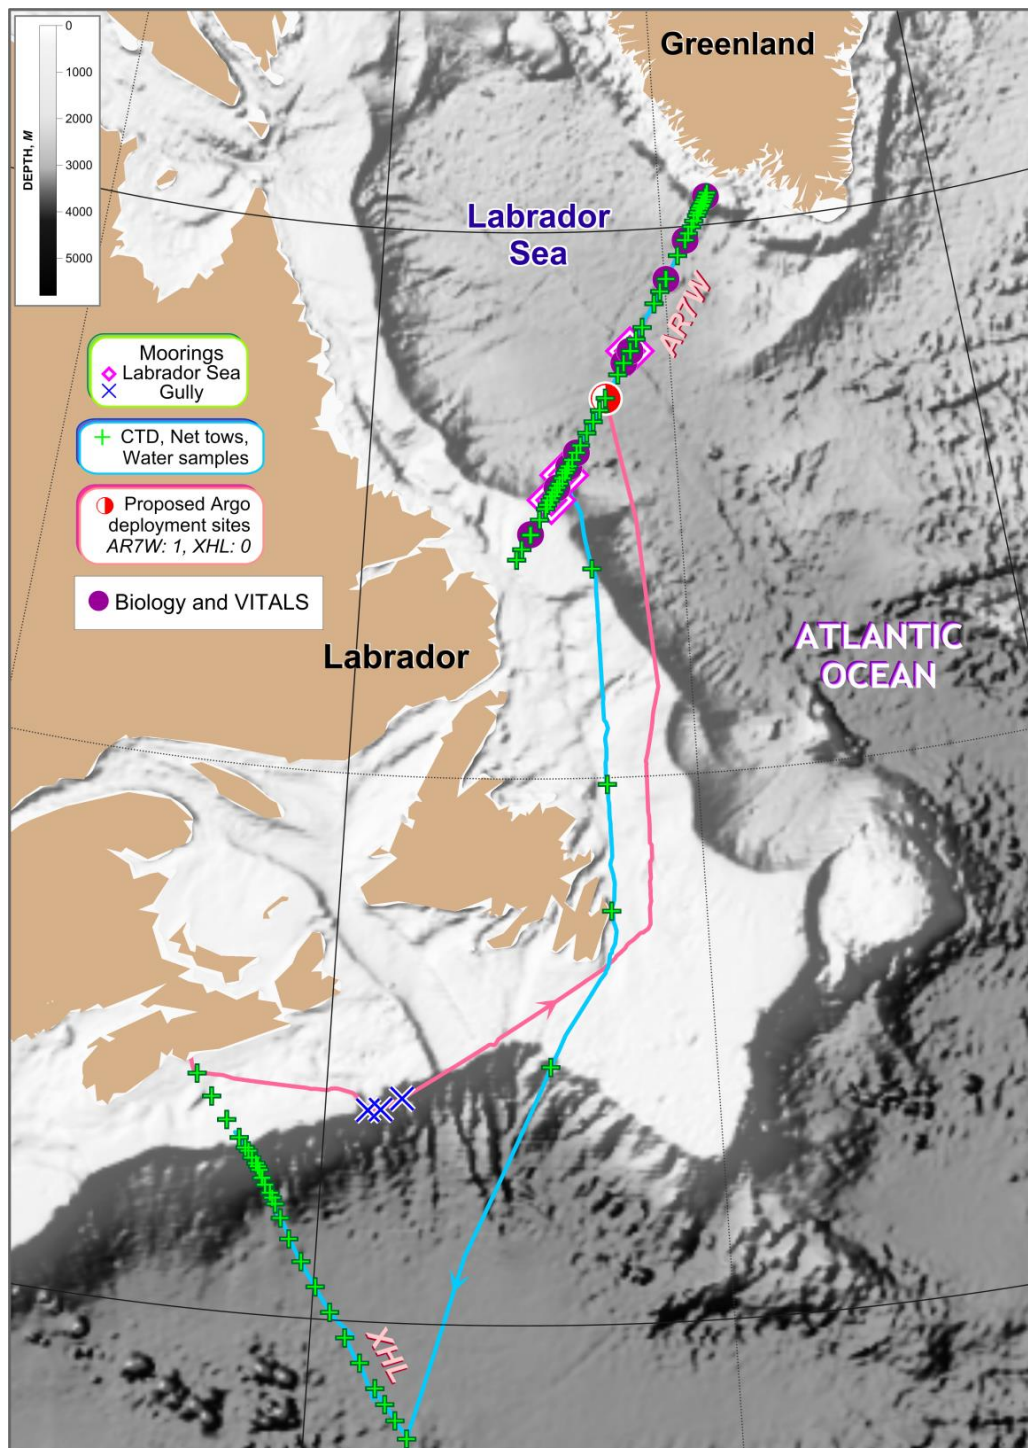 0
1000
2000
3000
4000
5000
DEPTH, M
Greenland
Labrador
Sea
AR7W
Moorings
Labrador Sea
Gully
CTD, Net tows,
Water samples
Proposed Argo
deployment sites
AR7W: 1, XHL: 0
Biology and VITALS
Labrador
ATLANTIC
OCEAN
XHL